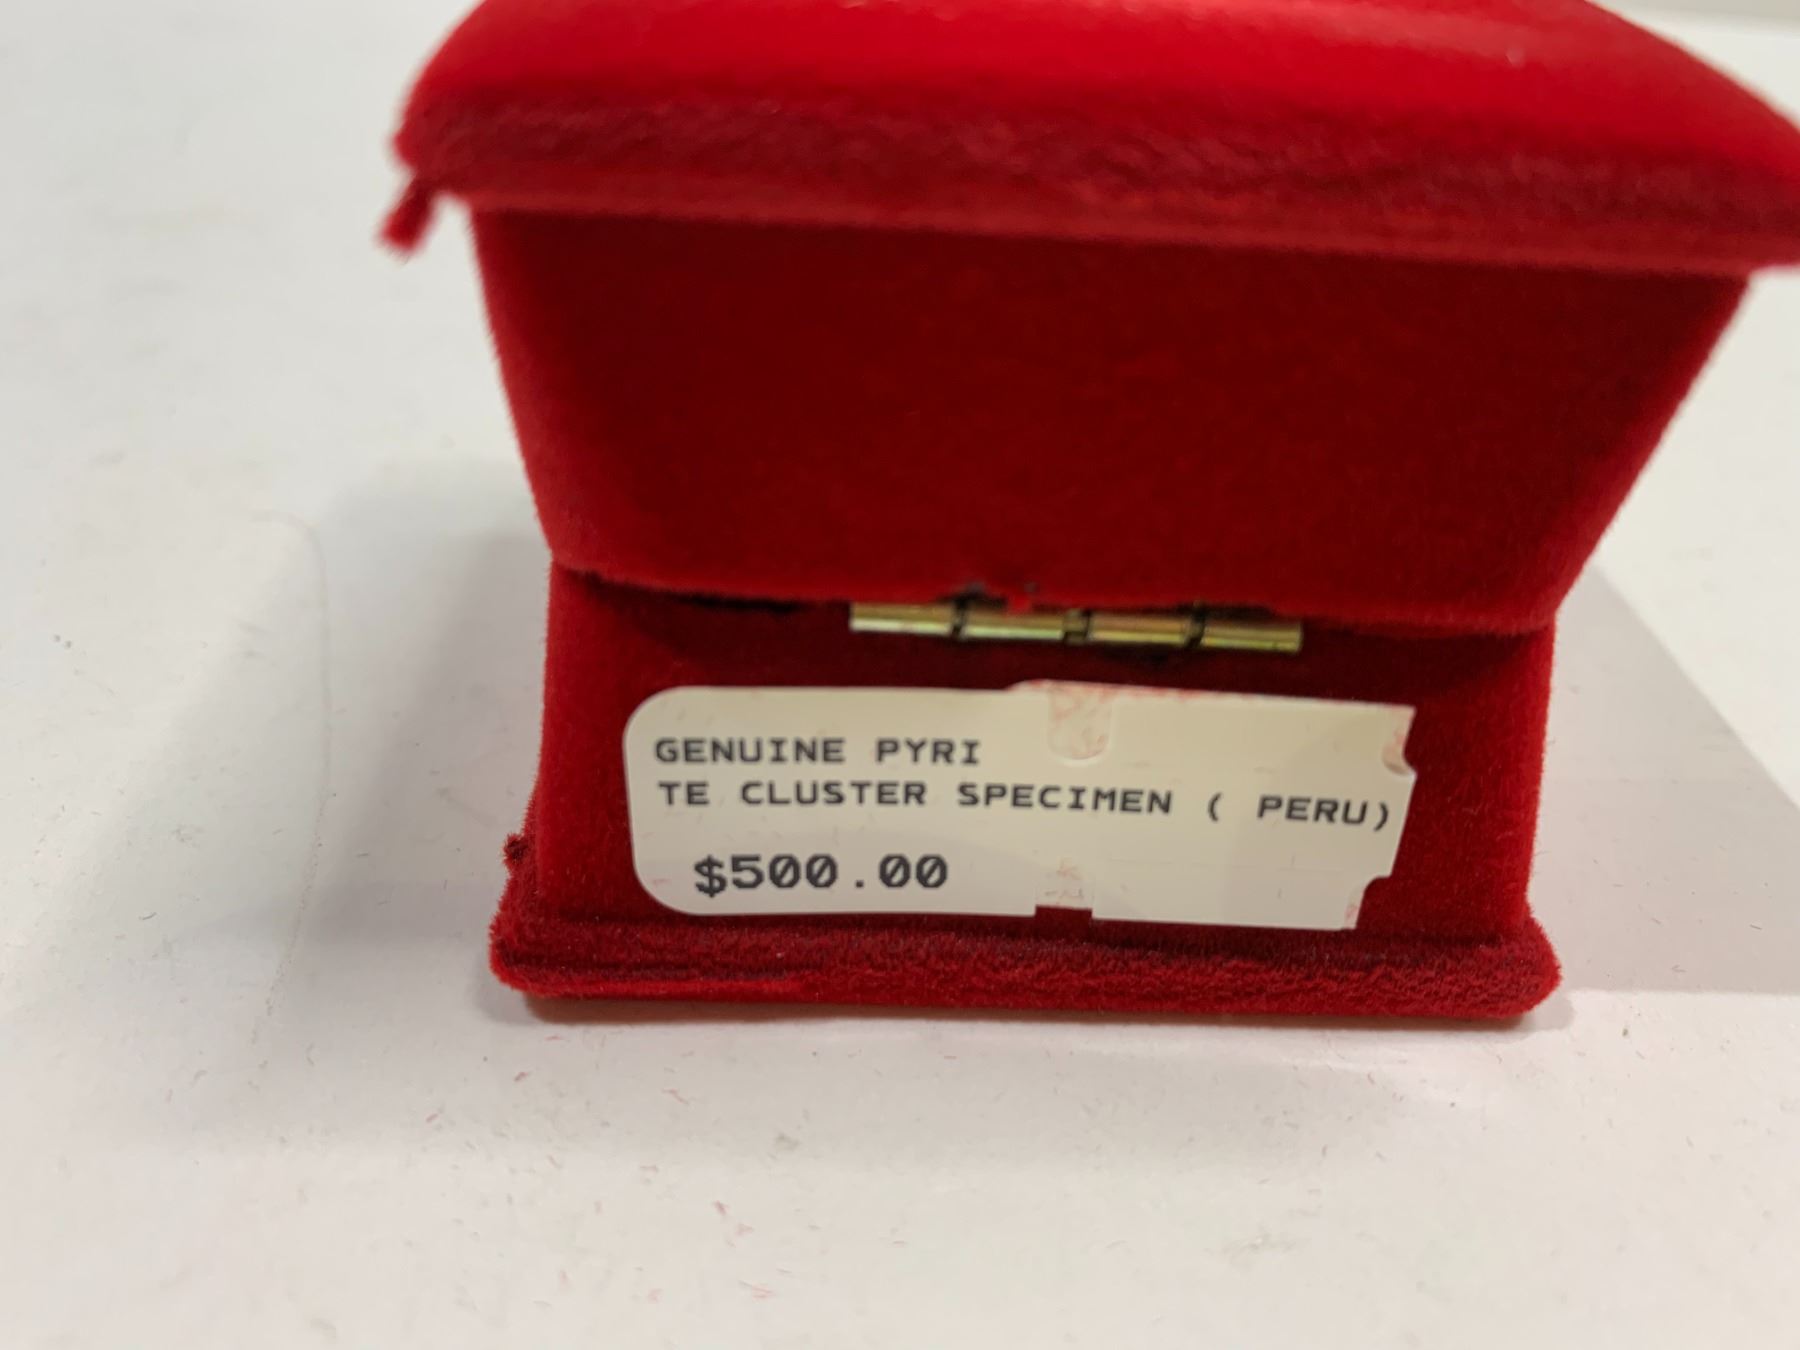 GENUINE PYRI
TE CLUSTER SPECIMEN ( PERU)
$500.00